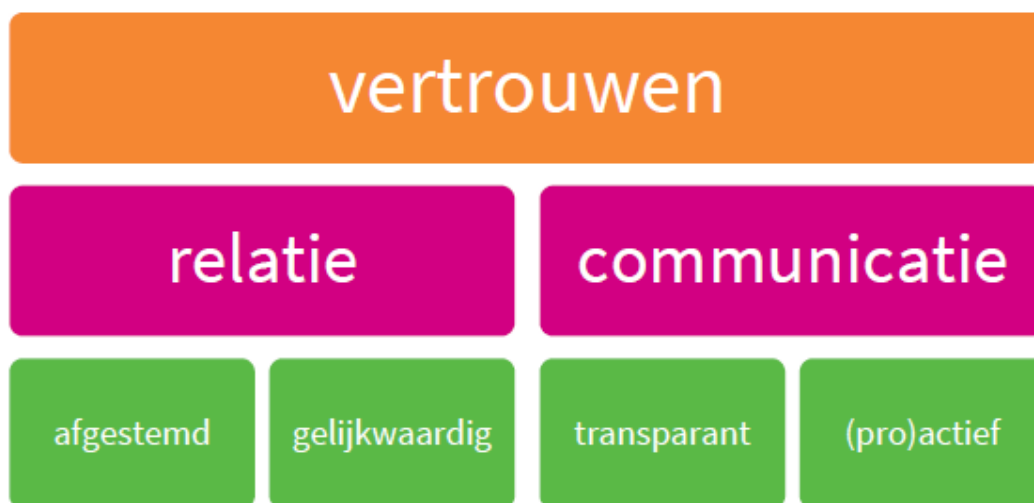 vertrouwen
relatie
communicatie
afgestemd
gelijkwaardig
transparant
(pro)actief